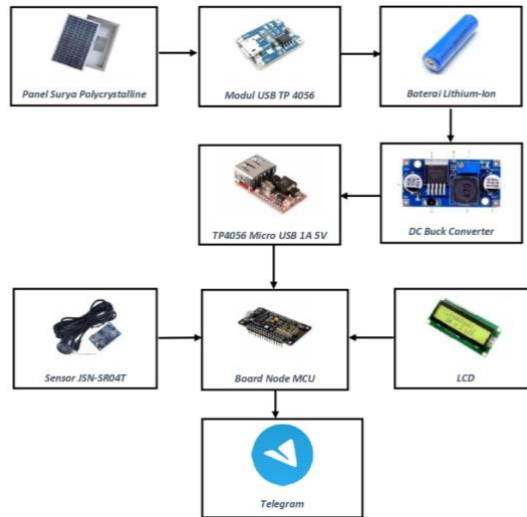 Panel Surya Polycrystalline
Modul USB TP 4056
Baterai Lithium-Ion
TP4056 Micro USB 1A 5V
DC Buck Converter
Sensor JSN-SR04T
Board Node MCU
LCD
Telegram